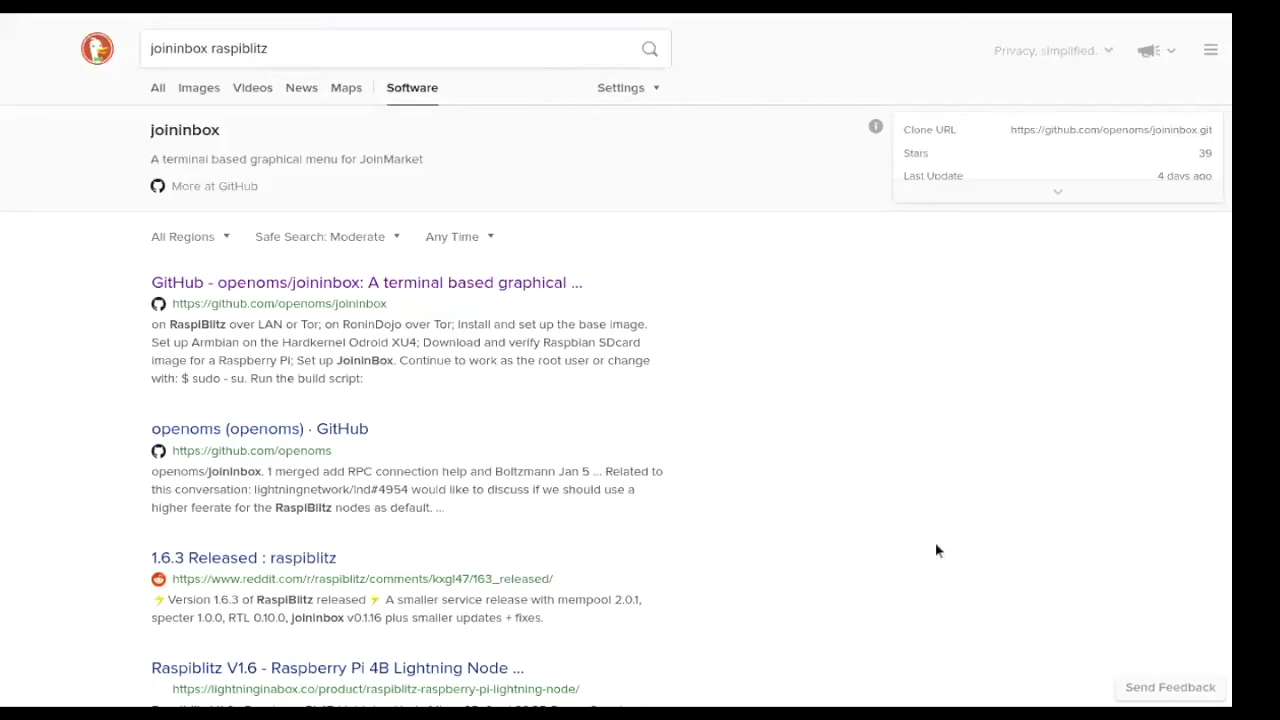 joininbox raspiblitz
Privacy, simplified.
All Images Videos News Maps Software Settings
joininbox
A terminal based graphical menu for JoinMarket
More at GitHub
Clone URL https://github.com/openoms/joininbox.git
Stars 39
Last Update 4 days ago
All Regions Safe Search: Moderate Any Time
GitHub - openoms/joininbox: A terminal based graphical ...
https://github.com/openoms/joininbox
on RaspiBlitz over LAN or Tor; on RoninDojo over Tor; Install and set up the base image.
Set up Armbian on the Hardkernel Odroid XU4; Download and verify Raspbian SDcard
image for a Raspberry Pi; Set up JoininBox. Continue to work as the root user or change
with: $ sudo - su. Run the build script:
openoms (openoms) · GitHub
https://github.com/openoms
openoms/joininbox. 1 merged add RPC connection help and Boltzmann Jan 5 ... Related to
this conversation: lightningnetwork/lnd#4954 would like to discuss if we should use a
higher feerate for the RaspiBlitz nodes as default. ...
1.6.3 Released : raspiblitz
https://www.reddit.com/r/raspiblitz/comments/kxgl47/163_released/
⚡Version 1.6.3 of RaspiBlitz released ⚡ A smaller service release with mempool 2.0.1,
specter 1.0.0, RTL 0.10.0, joininbox v0.1.16 plus smaller updates + fixes.
Raspiblitz V1.6 - Raspberry Pi 4B Lightning Node ...
https://lightninginabox.co/product/raspiblitz-raspberry-pi-lightning-node/
Send Feedback